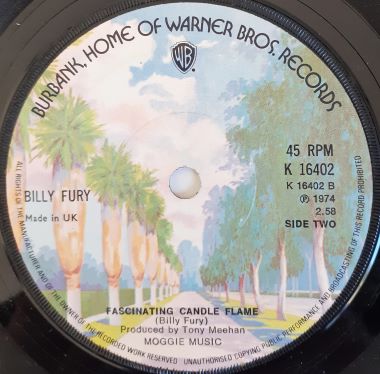 BURBANK, HOME OF WARNER BROS. RECORDS
WB
45 RPM
K 16402
K 16402 B
℗ 1974
2.58
SIDE TWO
BILLY FURY
Made in UK
FASCINATING CANDLE FLAME
(Billy Fury)
Produced by Tony Meehan
MOGGIE MUSIC
ALL RIGHTS OF THE MANUFACTURER AND OF THE OWNER OF THE RECORDED WORK RESERVED UNAUTHORISED COPYING PUBLIC PERFORMANCE AND BROADCASTING OF THIS RECORD PROHIBITED